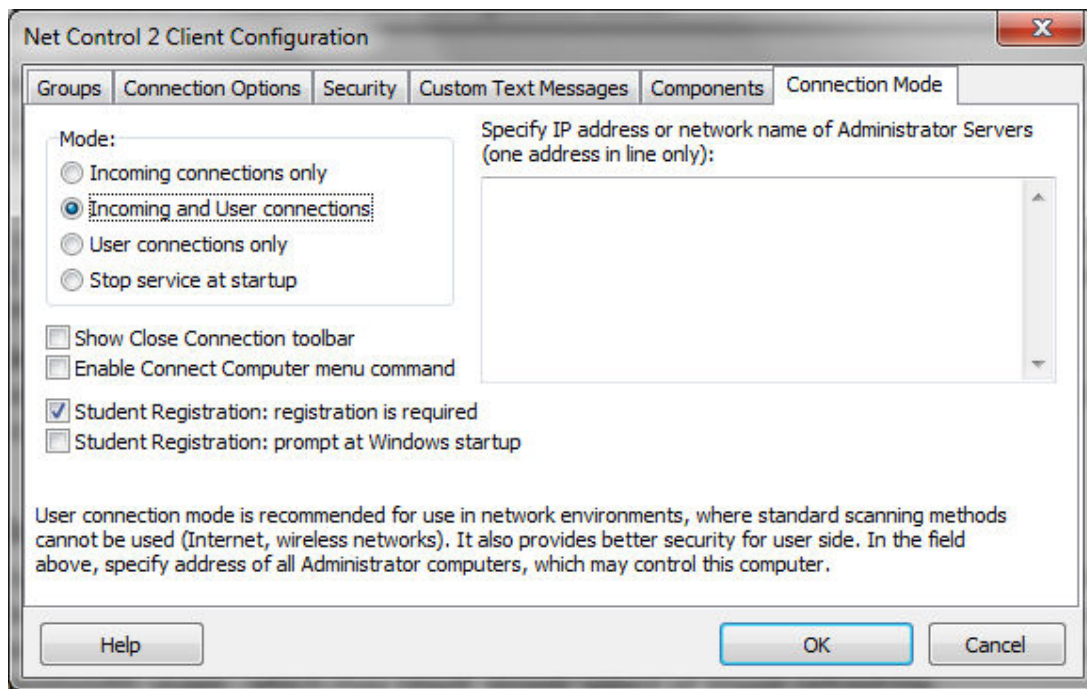 Net Control 2 Client Configuration
Groups Connection Options Security Custom Text Messages Components Connection Mode
Mode:
Incoming connections only
Incoming and User connections
User connections only
Stop service at startup
Show Close Connection toolbar
Enable Connect Computer menu command
Student Registration: registration is required
Student Registration: prompt at Windows startup
Specify IP address or network name of Administrator Servers
(one address in line only):
User connection mode is recommended for use in network environments, where standard scanning methods
cannot be used (Internet, wireless networks). It also provides better security for user side. In the field
above, specify address of all Administrator computers, which may control this computer.
Help OK Cancel